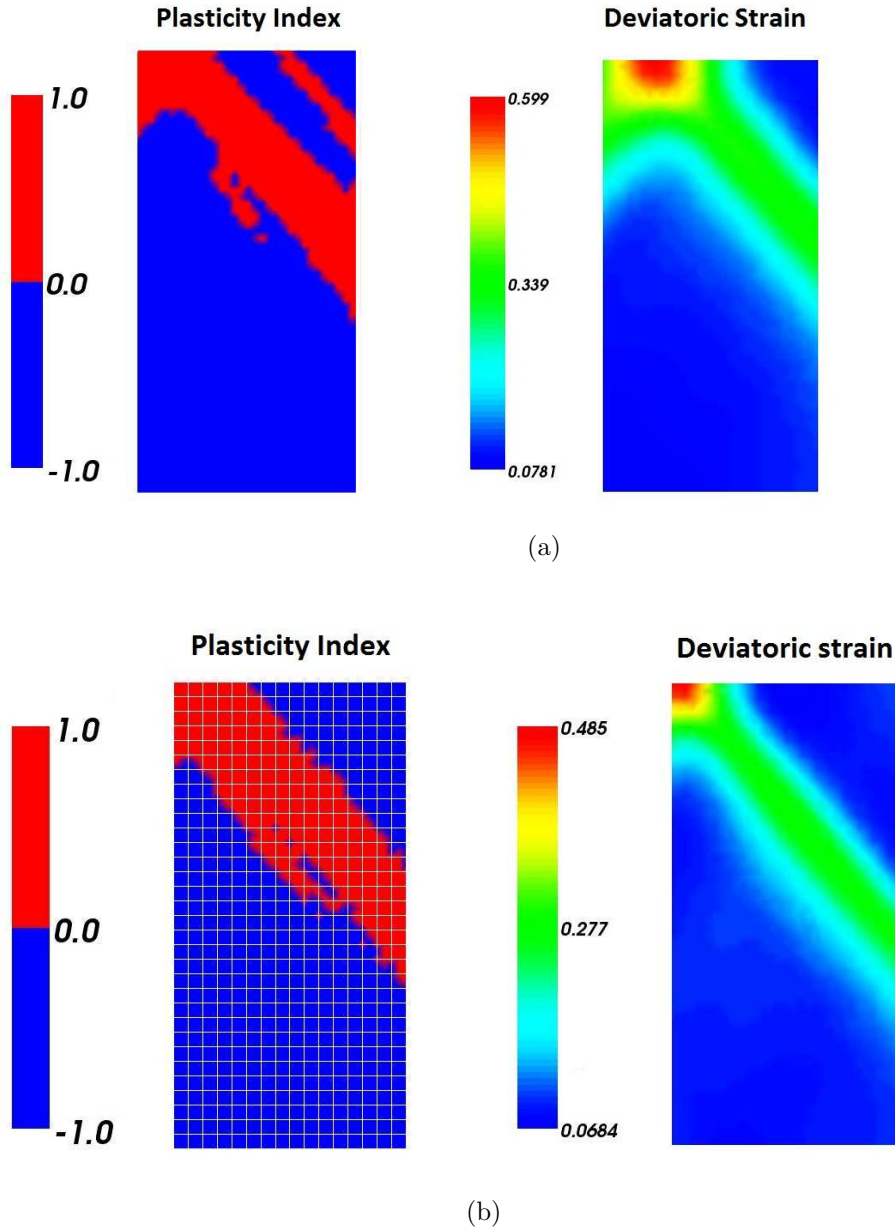 Plasticity Index
Deviatoric Strain
1.0
0.0
-1.0
0.599
0.339
0.0781
(a)
Plasticity Index
Deviatoric strain
1.0
0.0
-1.0
0.485
0.277
0.0684
(b)